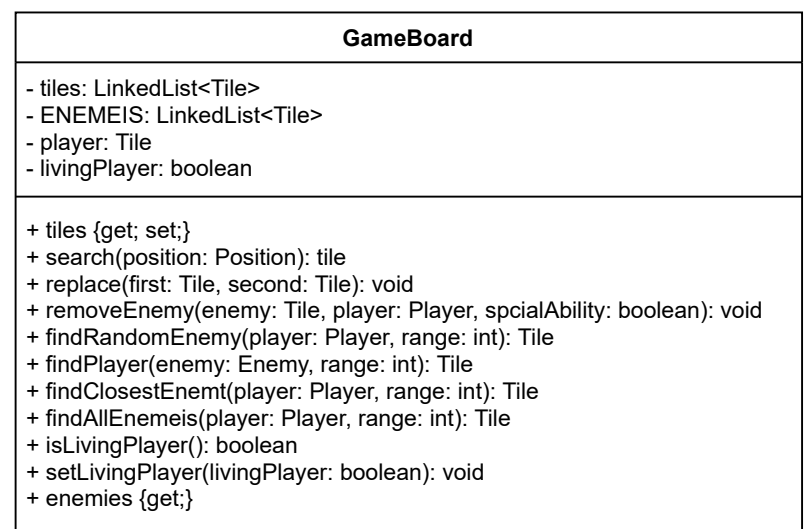 GameBoard
- tiles: LinkedList<Tile>
- ENEMEIS: LinkedList<Tile>
- player: Tile
- livingPlayer: boolean
+ tiles {get; set;}
+ search(position: Position): tile
+ replace(first: Tile, second: Tile): void
+ removeEnemy(enemy: Tile, player: Player, spcialAbility: boolean): void
+ findRandomEnemy(player: Player, range: int): Tile
+ findPlayer(enemy: Enemy, range: int): Tile
+ findClosestEnemt(player: Player, range: int): Tile
+ findAllEnemeis(player: Player, range: int): Tile
+ isLivingPlayer(): boolean
+ setLivingPlayer(livingPlayer: boolean): void
+ enemies {get;}